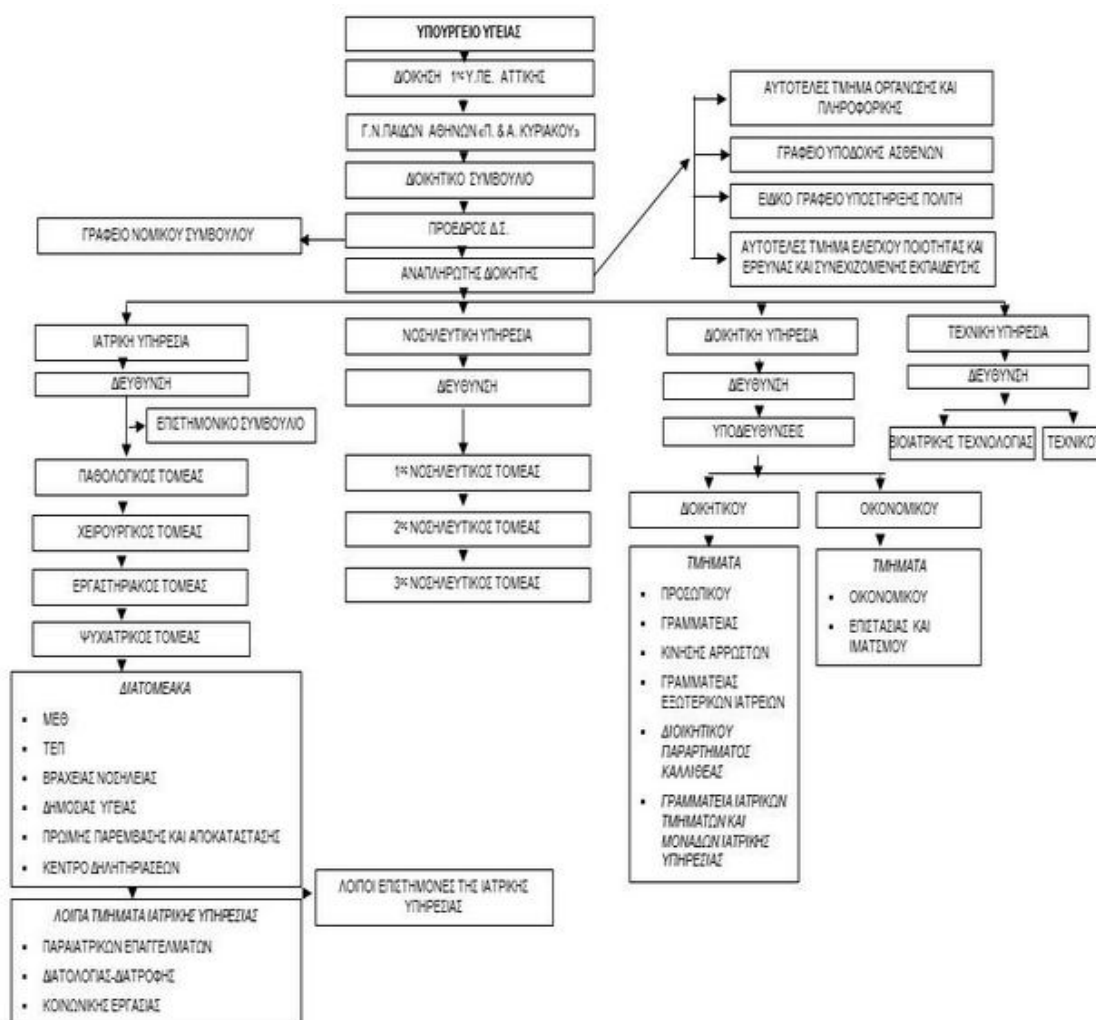 ΥΠΟΥΡΓΕΙΟ ΥΓΕΙΑΣ
ΔΙΟΙΚΗΣΗ 1ης Υ.ΠΕ. ΑΤΤΙΚΗΣ
Γ.Ν.ΠΑΙΔΩΝ ΑΘΗΝΩΝ «Π. & Α. ΚΥΡΙΑΚΟΥ»
ΔΙΟΙΚΗΤΙΚΟ ΣΥΜΒΟΥΛΙΟ
ΠΡΟΕΔΡΟΣ Δ.Σ.
ΓΡΑΦΕΙΟ ΝΟΜΙΚΟΥ ΣΥΜΒΟΥΛΟΥ
ΑΝΑΠΛΗΡΩΤΗΣ ΔΙΟΙΚΗΤΗΣ
ΑΥΤΟΤΕΛΕΣ ΤΜΗΜΑ ΟΡΓΑΝΩΣΗΣ ΚΑΙ
ΠΛΗΡΟΦΟΡΙΚΗΣ
ΓΡΑΦΕΙΟ ΥΠΟΔΟΧΗΣ ΑΣΘΕΝΩΝ
ΕΙΔΙΚΟ ΓΡΑΦΕΙΟ ΥΠΟΣΤΗΡΙΞΗΣ ΠΟΛΙΤΗ
ΑΥΤΟΤΕΛΕΣ ΤΜΗΜΑ ΕΛΕΓΧΟΥ ΠΟΙΟΤΗΤΑΣ ΚΑΙ
ΕΡΕΥΝΑΣ ΚΑΙ ΣΥΝΕΧΙΖΟΜΕΝΗΣ ΕΚΠΑΙΔΕΥΣΗΣ
ΙΑΤΡΙΚΗ ΥΠΗΡΕΣΙΑ
ΔΙΕΥΘΥΝΣΗ
ΕΠΙΣΤΗΜΟΝΙΚΟ ΣΥΜΒΟΥΛΙΟ
ΠΑΘΟΛΟΓΙΚΟΣ ΤΟΜΕΑΣ
ΧΕΙΡΟΥΡΓΙΚΟΣ ΤΟΜΕΑΣ
ΕΡΓΑΣΤΗΡΙΑΚΟΣ ΤΟΜΕΑΣ
ΨΥΧΙΑΤΡΙΚΟΣ ΤΟΜΕΑΣ
ΔΙΑΤΟΜΕΑΚΑ
▪ ΜΕΘ
▪ ΤΕΠ
▪ ΒΡΑΧΕΙΑΣ ΝΟΣΗΛΕΙΑΣ
▪ ΔΗΜΟΣΙΑΣ ΥΓΕΙΑΣ
▪ ΠΡΩΙΜΗΣ ΠΑΡΕΜΒΑΣΗΣ ΚΑΙ ΑΠΟΚΑΤΑΣΤΑΣΗΣ
▪ ΚΕΝΤΡΟ ΔΗΛΗΤΗΡΙΑΣΕΩΝ
ΛΟΙΠΟΙ ΕΠΙΣΤΗΜΟΝΕΣ ΤΗΣ ΙΑΤΡΙΚΗΣ
ΥΠΗΡΕΣΙΑΣ
ΛΟΙΠΑ ΤΜΗΜΑΤΑ ΙΑΤΡΙΚΗΣ ΥΠΗΡΕΣΙΑΣ
▪ ΠΑΡΑΙΑΤΡΙΚΩΝ ΕΠΑΓΓΕΛΜΑΤΩΝ
▪ ΔΙΑΤΟΛΟΓΙΑΣ-ΔΙΑΤΡΟΦΗΣ
▪ ΚΟΙΝΩΝΙΚΗΣ ΕΡΓΑΣΙΑΣ
ΝΟΣΗΛΕΥΤΙΚΗ ΥΠΗΡΕΣΙΑ
ΔΙΕΥΘΥΝΣΗ
1ος ΝΟΣΗΛΕΥΤΙΚΟΣ ΤΟΜΕΑΣ
2ος ΝΟΣΗΛΕΥΤΙΚΟΣ ΤΟΜΕΑΣ
3ος ΝΟΣΗΛΕΥΤΙΚΟΣ ΤΟΜΕΑΣ
ΔΙΟΙΚΗΤΙΚΗ ΥΠΗΡΕΣΙΑ
ΔΙΕΥΘΥΝΣΗ
ΥΠΟΔΙΕΥΘΥΝΣΕΙΣ
ΔΙΟΙΚΗΤΙΚΟΥ
ΤΜΗΜΑΤΑ
▪ ΠΡΟΣΩΠΙΚΟΥ
▪ ΓΡΑΜΜΑΤΕΙΑΣ
▪ ΚΙΝΗΣΗΣ ΑΡΡΩΣΤΩΝ
▪ ΓΡΑΜΜΑΤΕΙΑΣ
ΕΞΩΤΕΡΙΚΩΝ ΙΑΤΡΕΙΩΝ
▪ ΔΙΟΙΚΗΤΙΚΟΥ
ΠΑΡΑΡΤΗΜΑΤΟΣ
ΚΑΛΛΙΘΕΑΣ
▪ ΓΡΑΜΜΑΤΕΙΑ ΙΑΤΡΙΚΩΝ
ΤΜΗΜΑΤΩΝ ΚΑΙ
ΜΟΝΑΔΩΝ ΙΑΤΡΙΚΗΣ
ΥΠΗΡΕΣΙΑΣ
ΟΙΚΟΝΟΜΙΚΟΥ
ΤΜΗΜΑΤΑ
▪ ΟΙΚΟΝΟΜΙΚΟΥ
▪ ΕΠΙΣΤΑΣΙΑΣ ΚΑΙ
ΙΜΑΤΣΜΟΥ
ΤΕΧΝΙΚΗ ΥΠΗΡΕΣΙΑ
ΔΙΕΥΘΥΝΣΗ
ΒΙΟΙΑΤΡΙΚΗΣ ΤΕΧΝΟΛΟΓΙΑΣ
ΤΕΧΝΙΚΟΥ